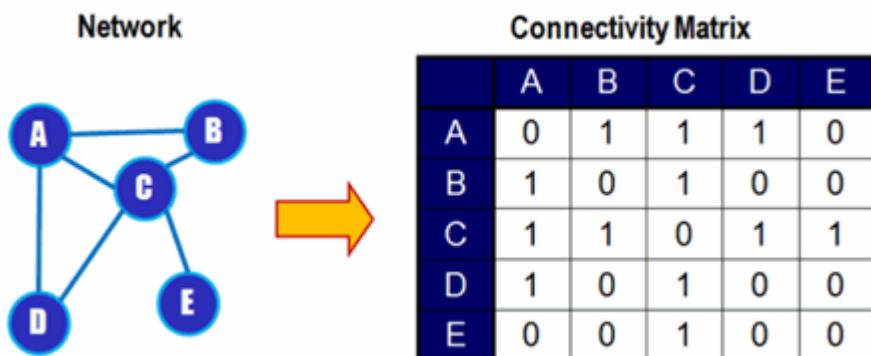 Network
A
B
C
D
E
Connectivity Matrix
A B C D E
A 0 1 1 1 0
B 1 0 1 0 0
C 1 1 0 1 1
D 1 0 1 0 0
E 0 0 1 0 0